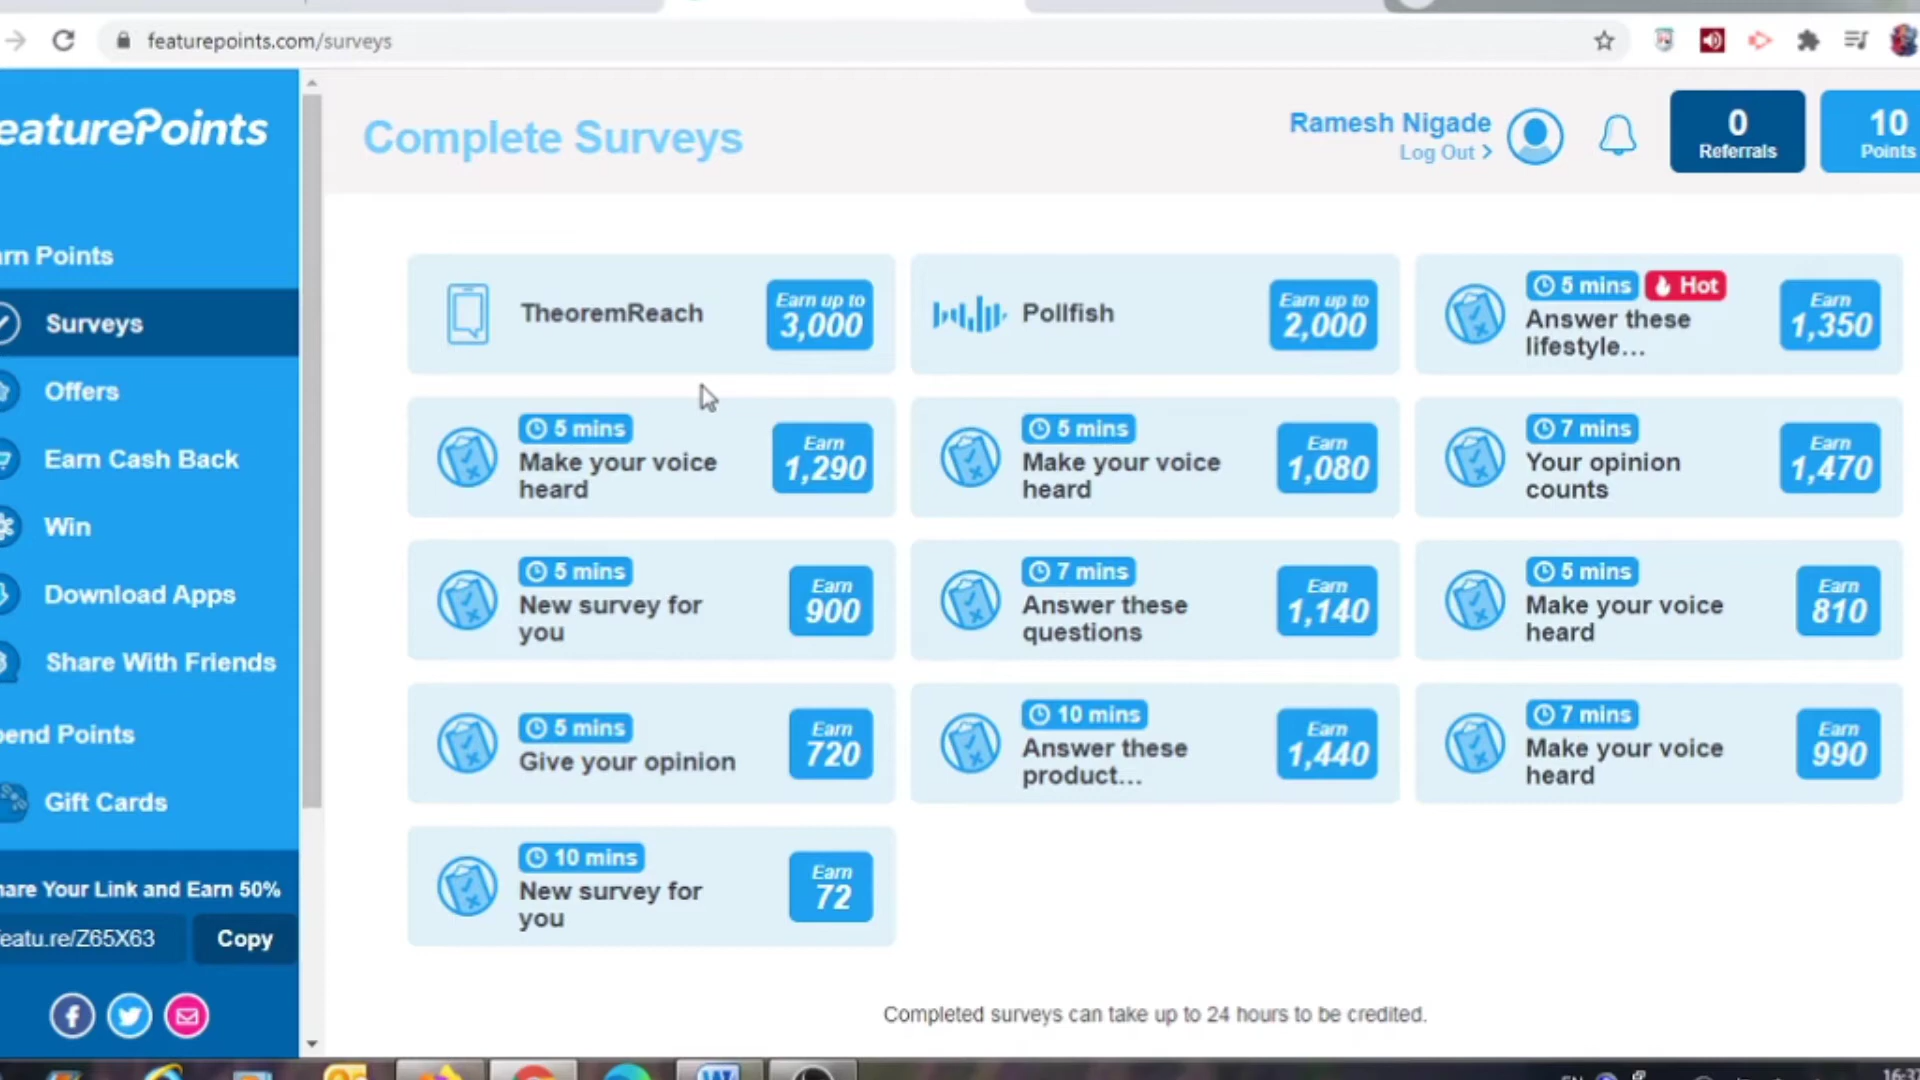 featurepoints.com/surveys
eaturePoints
Complete Surveys
Ramesh Nigade
Log Out >
0
Referrals
10
Points
rn Points
Surveys
Offers
Earn Cash Back
Win
Download Apps
Share With Friends
end Points
Gift Cards
are Your Link and Earn 50%
eatu.re/Z65X63
Copy
TheoremReach
Earn up to
3,000
Pollfish
Earn up to
2,000
5 mins
Hot
Answer these
lifestyle...
Earn
1,350
5 mins
Make your voice
heard
Earn
1,290
5 mins
Make your voice
heard
Earn
1,080
7 mins
Your opinion
counts
Earn
1,470
5 mins
New survey for
you
Earn
900
7 mins
Answer these
questions
Earn
1,140
5 mins
Make your voice
heard
Earn
810
5 mins
Give your opinion
Earn
720
10 mins
Answer these
product...
Earn
1,440
7 mins
Make your voice
heard
Earn
990
10 mins
New survey for
you
Earn
72
Completed surveys can take up to 24 hours to be credited.